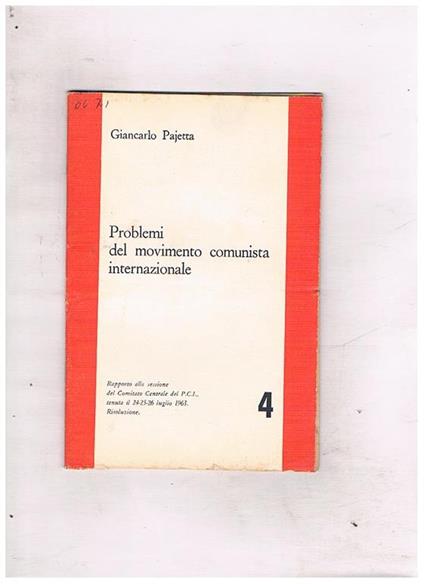 Giancarlo Pajetta
Problemi
del movimento comunista
internazionale
Rapporto alla sessione
del Comitato Centrale del P.C.I.,
tenuta il 24-25-26 luglio 1963.
Risoluzione.
4